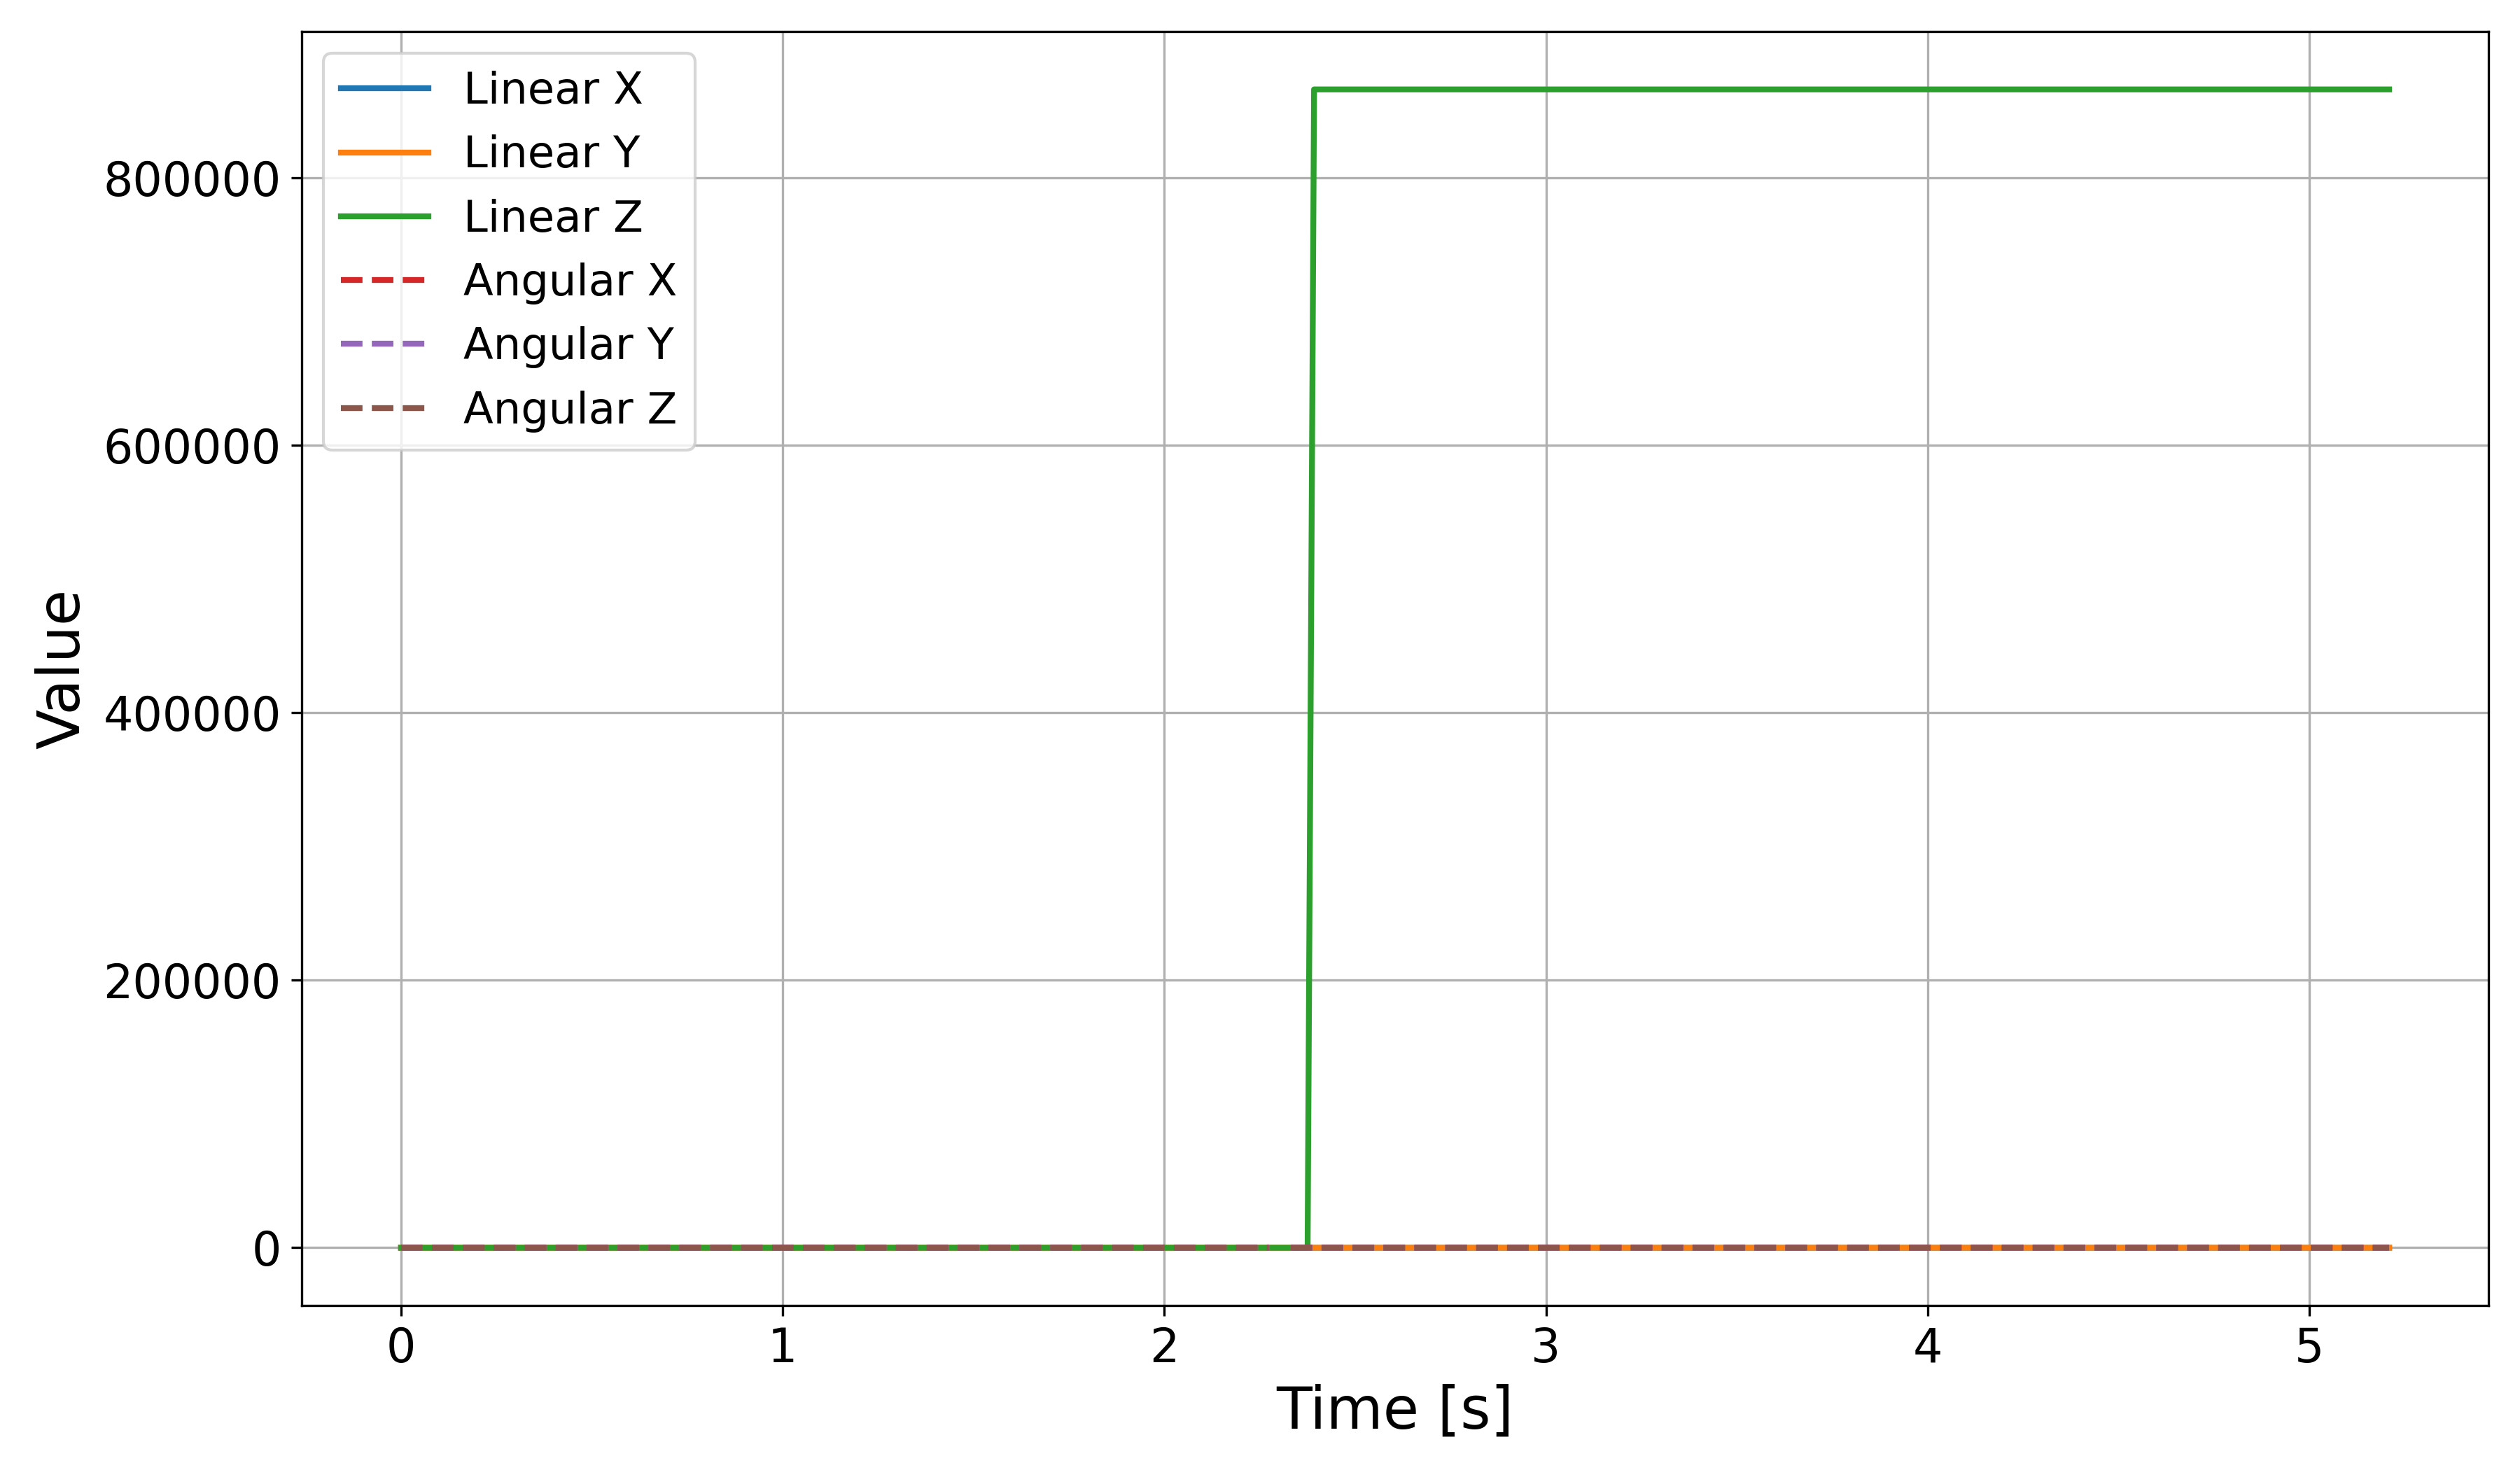 Linear X
Linear Y
Linear Z
Angular X
Angular Y
Angular Z
800000
600000
400000
200000
0
Value
0 1 2 3 4 5
Time [s]